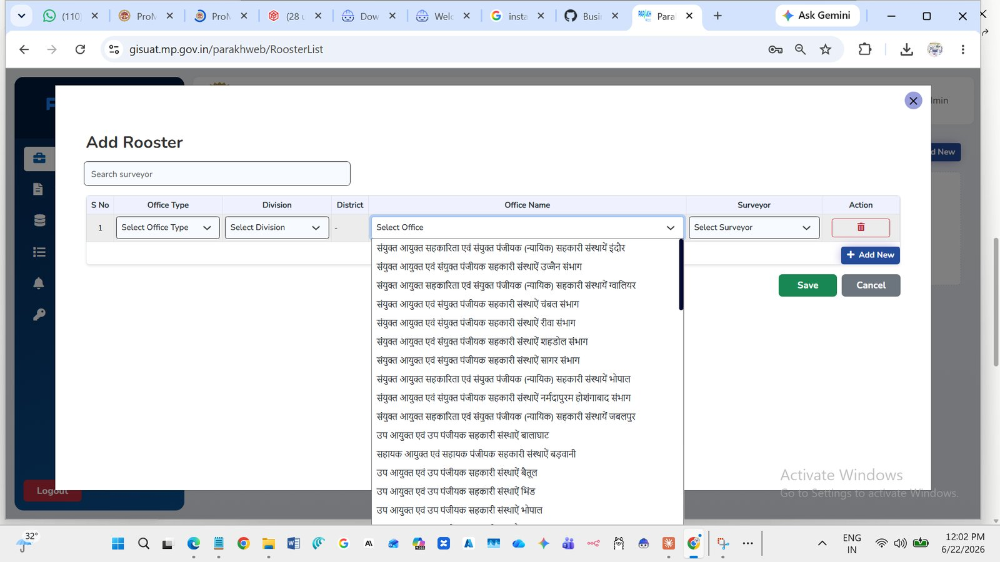 (110)
ProM
ProM
(28 u
Dow
Welc
insta
Busin
Para
Ask Gemini
gisuat.mp.gov.in/parakhweb/RoosterList
dmin
d New
Add Rooster
Search surveyor
S No Office Type Division District Office Name Surveyor Action
1 Select Office Type Select Division - Select Office Select Surveyor
संयुक्त आयुक्त सहकारिता एवं संयुक्त पंजीयक (न्यायिक) सहकारी संस्थायें इंदौर
संयुक्त आयुक्त एवं संयुक्त पंजीयक सहकारी संस्थाऐं उज्जैन संभाग
संयुक्त आयुक्त सहकारिता एवं संयुक्त पंजीयक (न्यायिक) सहकारी संस्थायें ग्वालियर
संयुक्त आयुक्त एवं संयुक्त पंजीयक सहकारी संस्थाऐं चंबल संभाग
संयुक्त आयुक्त एवं संयुक्त पंजीयक सहकारी संस्थाऐं रीवा संभाग
संयुक्त आयुक्त एवं संयुक्त पंजीयक सहकारी संस्थाऐं शहडोल संभाग
संयुक्त आयुक्त एवं संयुक्त पंजीयक सहकारी संस्थाऐं सागर संभाग
संयुक्त आयुक्त सहकारिता एवं संयुक्त पंजीयक (न्यायिक) सहकारी संस्थायें भोपाल
संयुक्त आयुक्त एवं संयुक्त पंजीयक सहकारी संस्थाऐं नर्मदापुरम होशंगाबाद संभाग
संयुक्त आयुक्त सहकारिता एवं संयुक्त पंजीयक (न्यायिक) सहकारी संस्थायें जबलपुर
उप आयुक्त एवं उप पंजीयक सहकारी संस्थाऐं बालाघाट
सहायक आयुक्त एवं सहायक पंजीयक सहकारी संस्थाऐं बड़वानी
उप आयुक्त एवं उप पंजीयक सहकारी संस्थाऐं बैतूल
उप आयुक्त एवं उप पंजीयक सहकारी संस्थाऐं भिंड
उप आयुक्त एवं उप पंजीयक सहकारी संस्थाऐं भोपाल
Add New
Save Cancel
Logout
Activate Windows
Go to Settings to activate Windows.
32°
ENG
IN
12:02 PM
6/22/2026